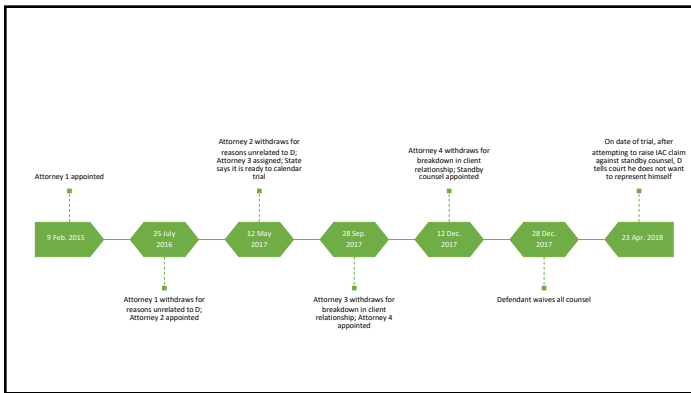 Attorney 1 appointed
9 Feb. 2015
25 July
2016
Attorney 1 withdraws for
reasons unrelated to D;
Attorney 2 appointed
Attorney 2 withdraws for
reasons unrelated to D;
Attorney 3 assigned; State
says it is ready to calendar
trial
12 May
2017
28 Sep.
2017
Attorney 3 withdraws for
breakdown in client
relationship; Attorney 4
appointed
Attorney 4 withdraws for
breakdown in client
relationship; Standby
counsel appointed
12 Dec.
2017
28 Dec.
2017
Defendant waives all counsel
On date of trial, after
attempting to raise IAC claim
against standby counsel, D
tells court he does not want
to represent himself
23 Apr. 2018